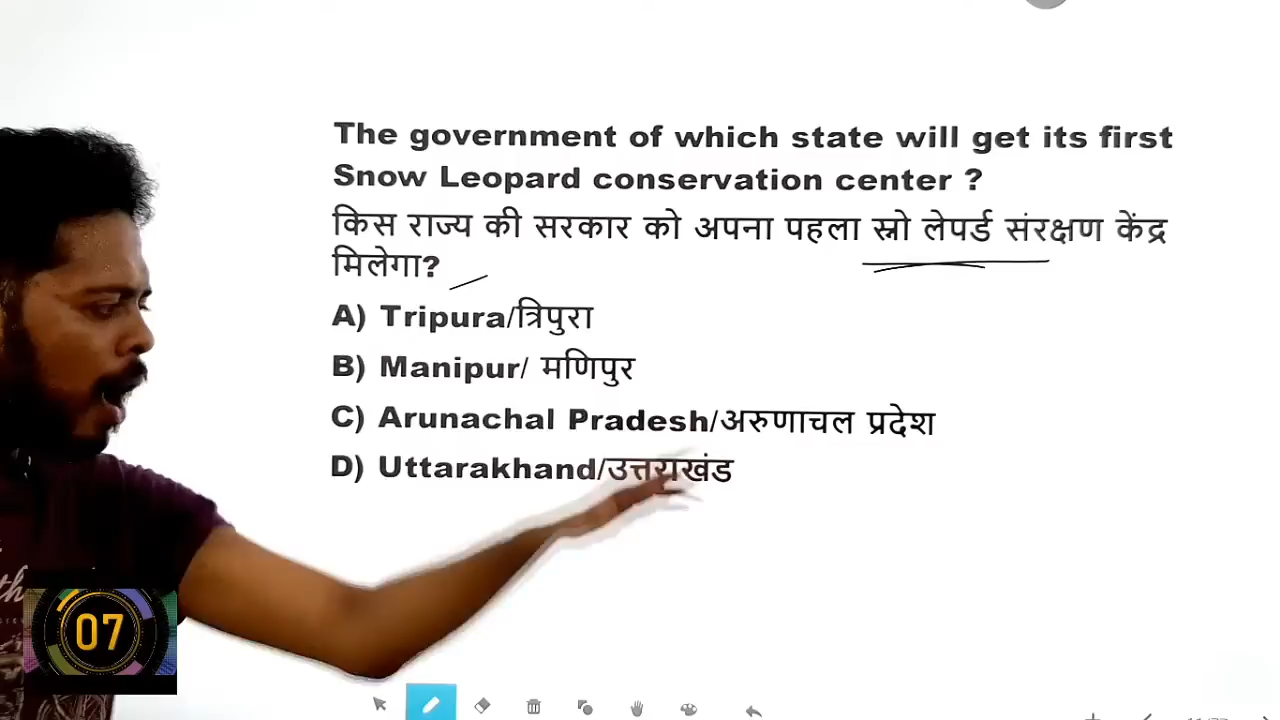 The government of which state will get its first
Snow Leopard conservation center ?
किस राज्य की सरकार को अपना पहला स्नो लेपर्ड संरक्षण केंद्र
मिलेगा?
A) Tripura/त्रिपुरा
B) Manipur/ मणिपुर
C) Arunachal Pradesh/अरुणाचल प्रदेश
D) Uttarakhand/उत्तराखंड
07